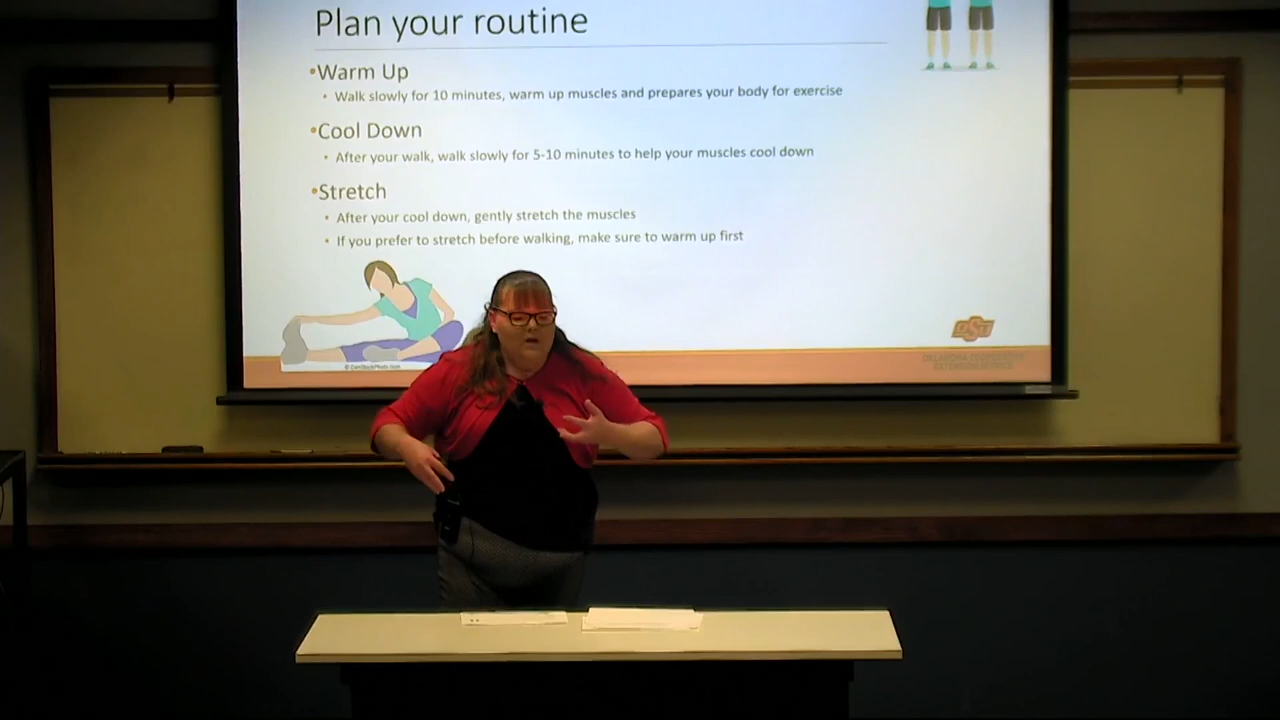 Plan your routine
•Warm Up
• Walk slowly for 10 minutes, warm up muscles and prepares your body for exercise
•Cool Down
• After your walk, walk slowly for 5-10 minutes to help your muscles cool down
•Stretch
• After your cool down, gently stretch the muscles
• If you prefer to stretch before walking, make sure to warm up first
© CanStockPhoto.com
OSU
OKLAHOMA COOPERATIVE
EXTENSION SERVICE